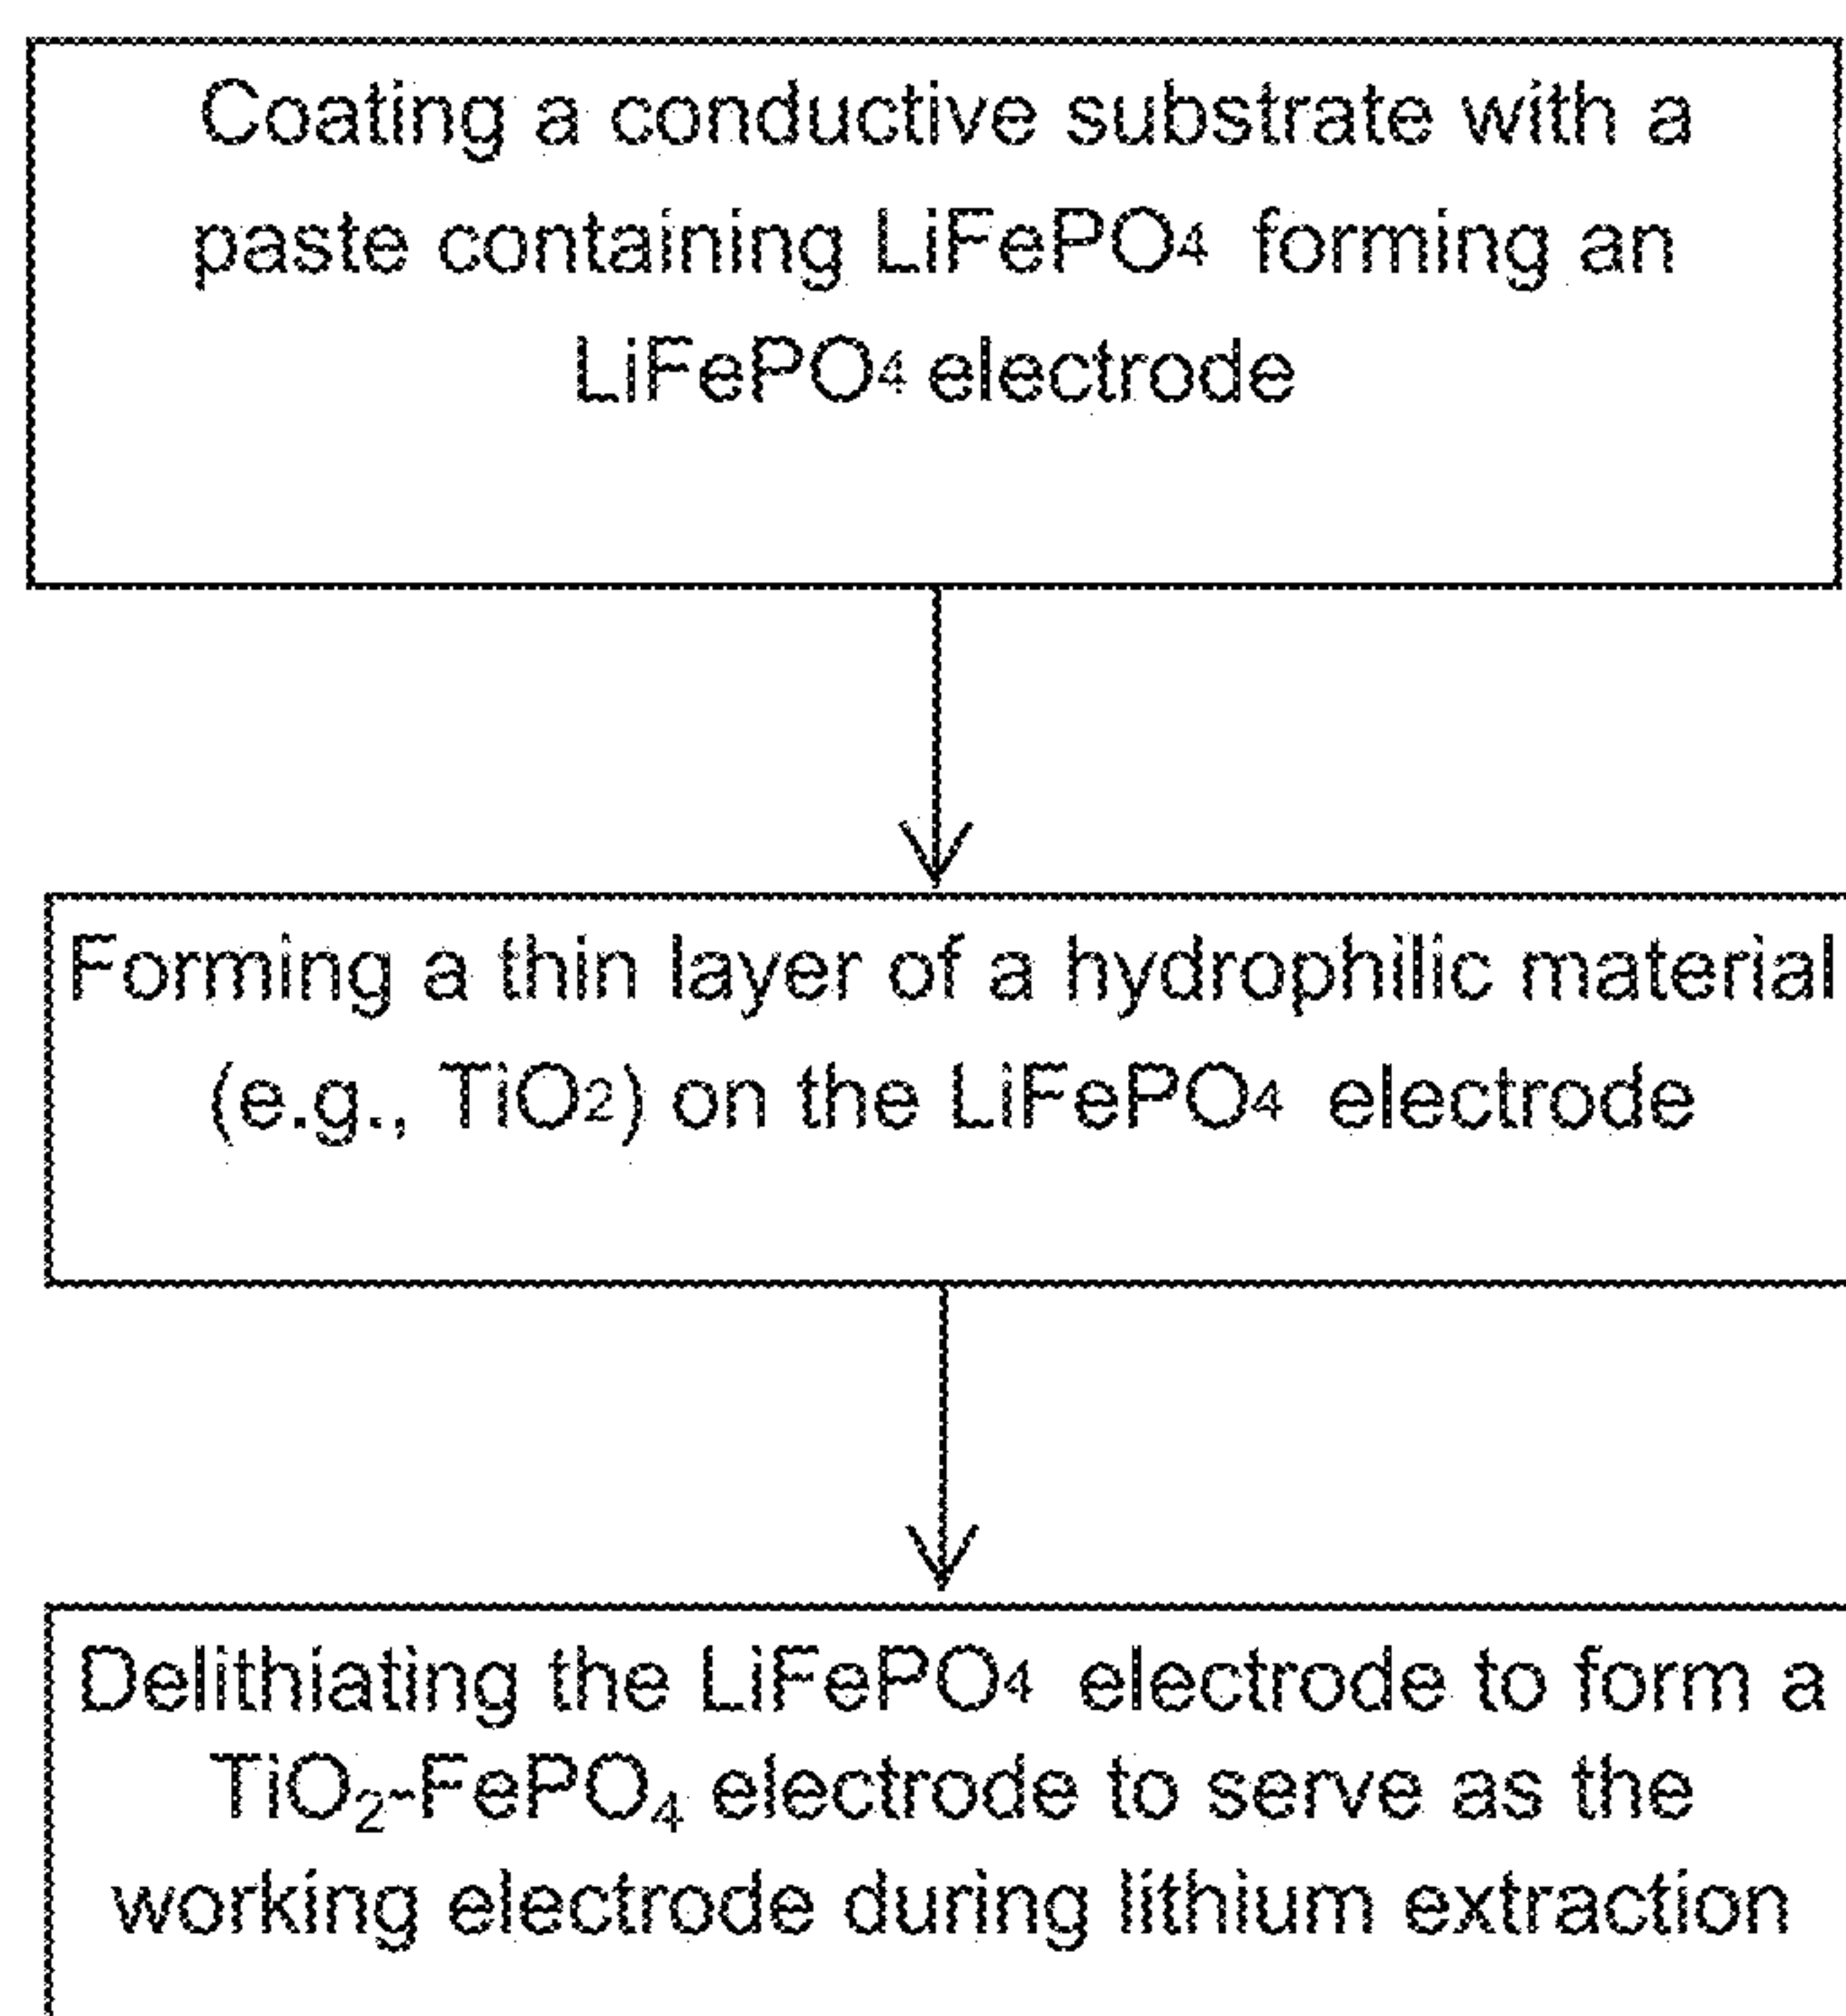 Coating a conductive substrate with a
paste containing LiFePO4 forming an
LiFePO4 electrode
Forming a thin layer of a hydrophilic material
(e.g., TiO2) on the LiFePO4 electrode
Delithiating the LiFePO4 electrode to form a
TiO₂-FePO₄ electrode to serve as the
working electrode during lithium extraction